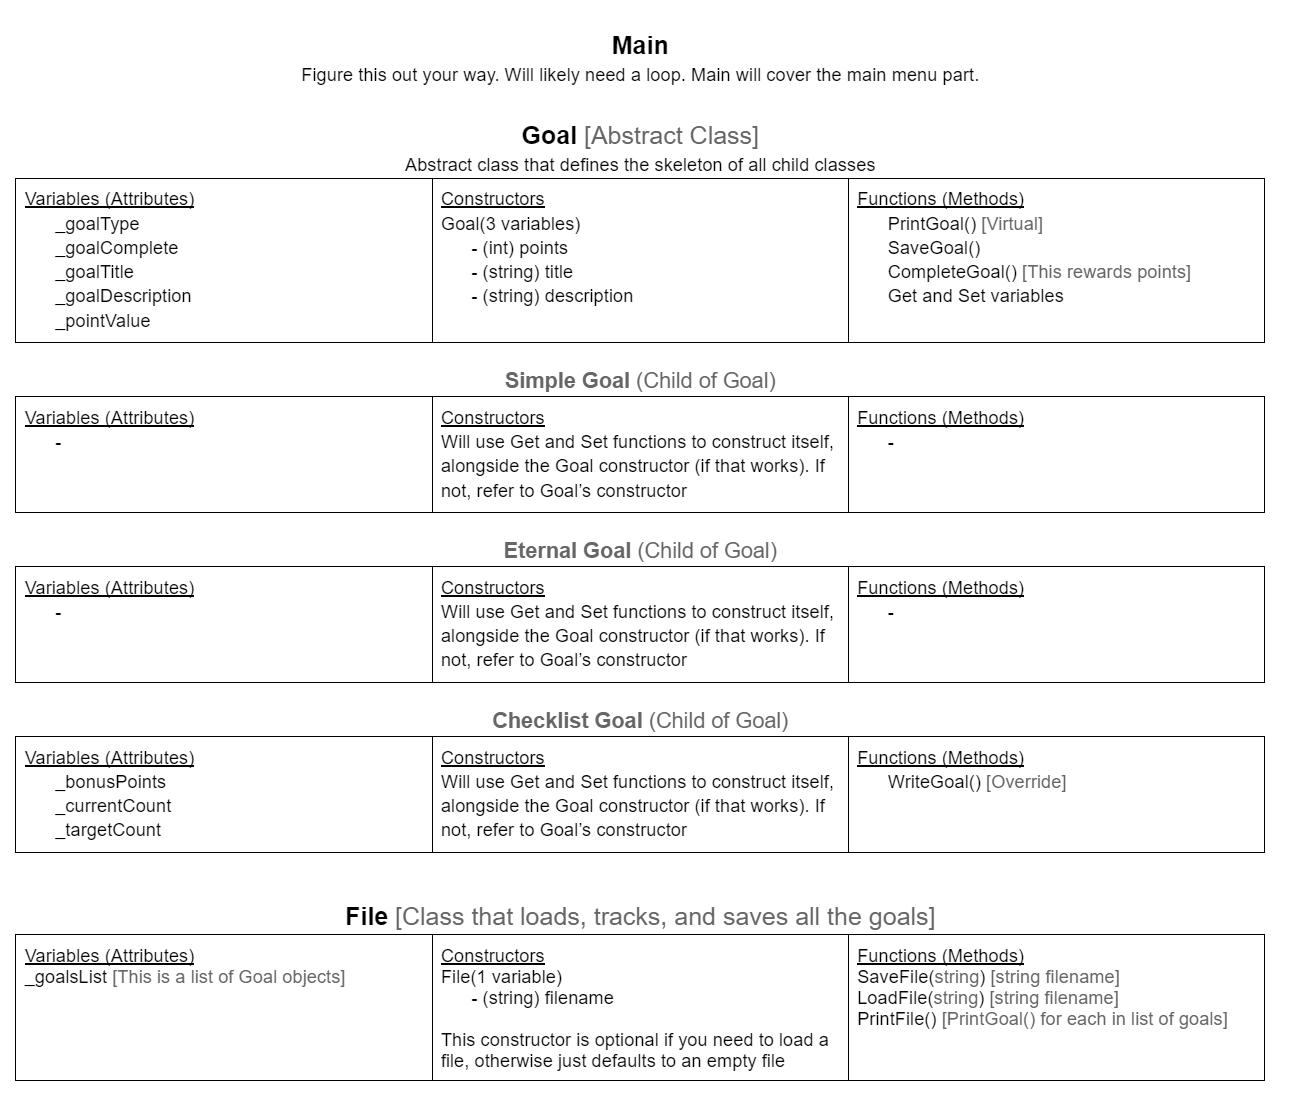 Main
Figure this out your way. Will likely need a loop. Main will cover the main menu part.
Goal [Abstract Class]
Abstract class that defines the skeleton of all child classes
Variables (Attributes)
_goalType
_goalComplete
_goalTitle
_goalDescription
_pointValue
Constructors
Goal(3 variables)
- (int) points
- (string) title
- (string) description
Functions (Methods)
PrintGoal() [Virtual]
SaveGoal()
CompleteGoal() [This rewards points]
Get and Set variables
Simple Goal (Child of Goal)
Variables (Attributes)
-
Constructors
Will use Get and Set functions to construct itself,
alongside the Goal constructor (if that works). If
not, refer to Goal’s constructor
Functions (Methods)
-
Eternal Goal (Child of Goal)
Variables (Attributes)
-
Constructors
Will use Get and Set functions to construct itself,
alongside the Goal constructor (if that works). If
not, refer to Goal’s constructor
Functions (Methods)
-
Checklist Goal (Child of Goal)
Variables (Attributes)
_bonusPoints
_currentCount
_targetCount
Constructors
Will use Get and Set functions to construct itself,
alongside the Goal constructor (if that works). If
not, refer to Goal’s constructor
Functions (Methods)
WriteGoal() [Override]
File [Class that loads, tracks, and saves all the goals]
Variables (Attributes)
_goalsList [This is a list of Goal objects]
Constructors
File(1 variable)
- (string) filename
This constructor is optional if you need to load a
file, otherwise just defaults to an empty file
Functions (Methods)
SaveFile(string) [string filename]
LoadFile(string) [string filename]
PrintFile() [PrintGoal() for each in list of goals]